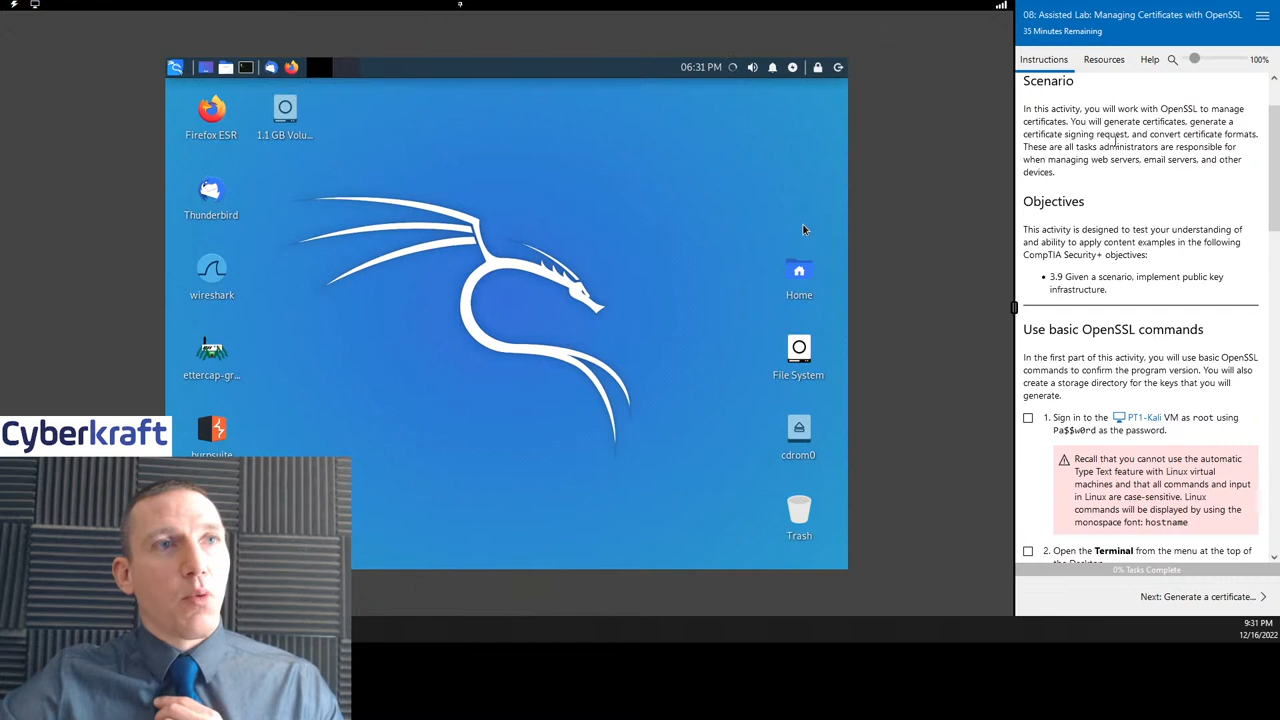 08: Assisted Lab: Managing Certificates with OpenSSL
35 Minutes Remaining
Instructions Resources Help 100%
06:31 PM
Firefox ESR
1.1 GB Volu...
Thunderbird
wireshark
ettercap-gr...
burpsuite
Home
File System
cdrom0
Trash
Cyberkraft
Scenario
In this activity, you will work with OpenSSL to manage
certificates. You will generate certificates, generate a
certificate signing request, and convert certificate formats.
These are all tasks administrators are responsible for
when managing web servers, email servers, and other
devices.
Objectives
This activity is designed to test your understanding of
and ability to apply content examples in the following
CompTIA Security+ objectives:
• 3.9 Given a scenario, implement public key
infrastructure.
Use basic OpenSSL commands
In the first part of this activity, you will use basic OpenSSL
commands to confirm the program version. You will also
create a storage directory for the keys that you will
generate.
1. Sign in to the PT1-Kali VM as root using
Pa$$w0rd as the password.
Recall that you cannot use the automatic
Type Text feature with Linux virtual
machines and that all commands and input
in Linux are case-sensitive. Linux
commands will be displayed by using the
monospace font: hostname
2. Open the Terminal from the menu at the top of
the Desktop.
0% Tasks Complete
Next: Generate a certificate...
9:31 PM
12/16/2022